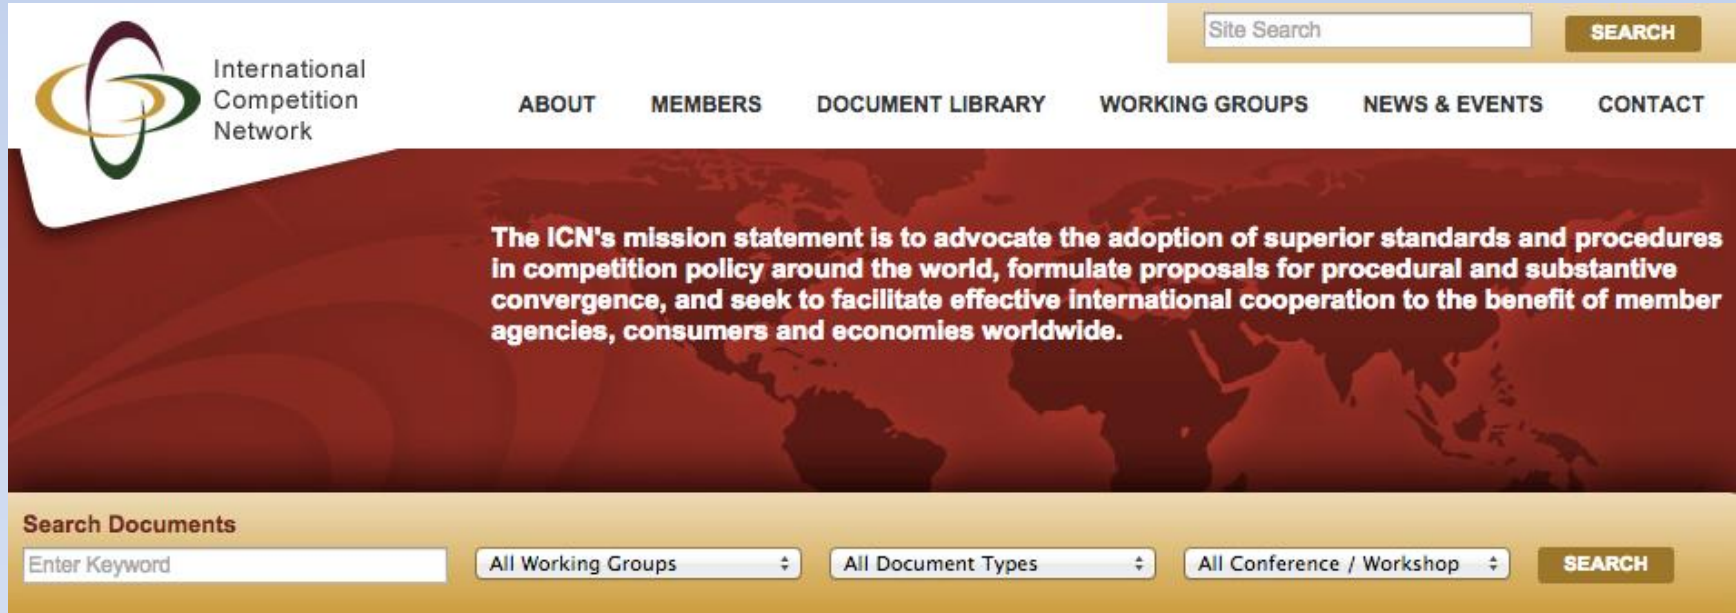 Site Search
SEARCH
International
Competition
Network
ABOUT MEMBERS DOCUMENT LIBRARY WORKING GROUPS NEWS & EVENTS CONTACT
The ICN's mission statement is to advocate the adoption of superior standards and procedures
in competition policy around the world, formulate proposals for procedural and substantive
convergence, and seek to facilitate effective international cooperation to the benefit of member
agencies, consumers and economies worldwide.
Search Documents
Enter Keyword
All Working Groups
All Document Types
All Conference / Workshop
SEARCH